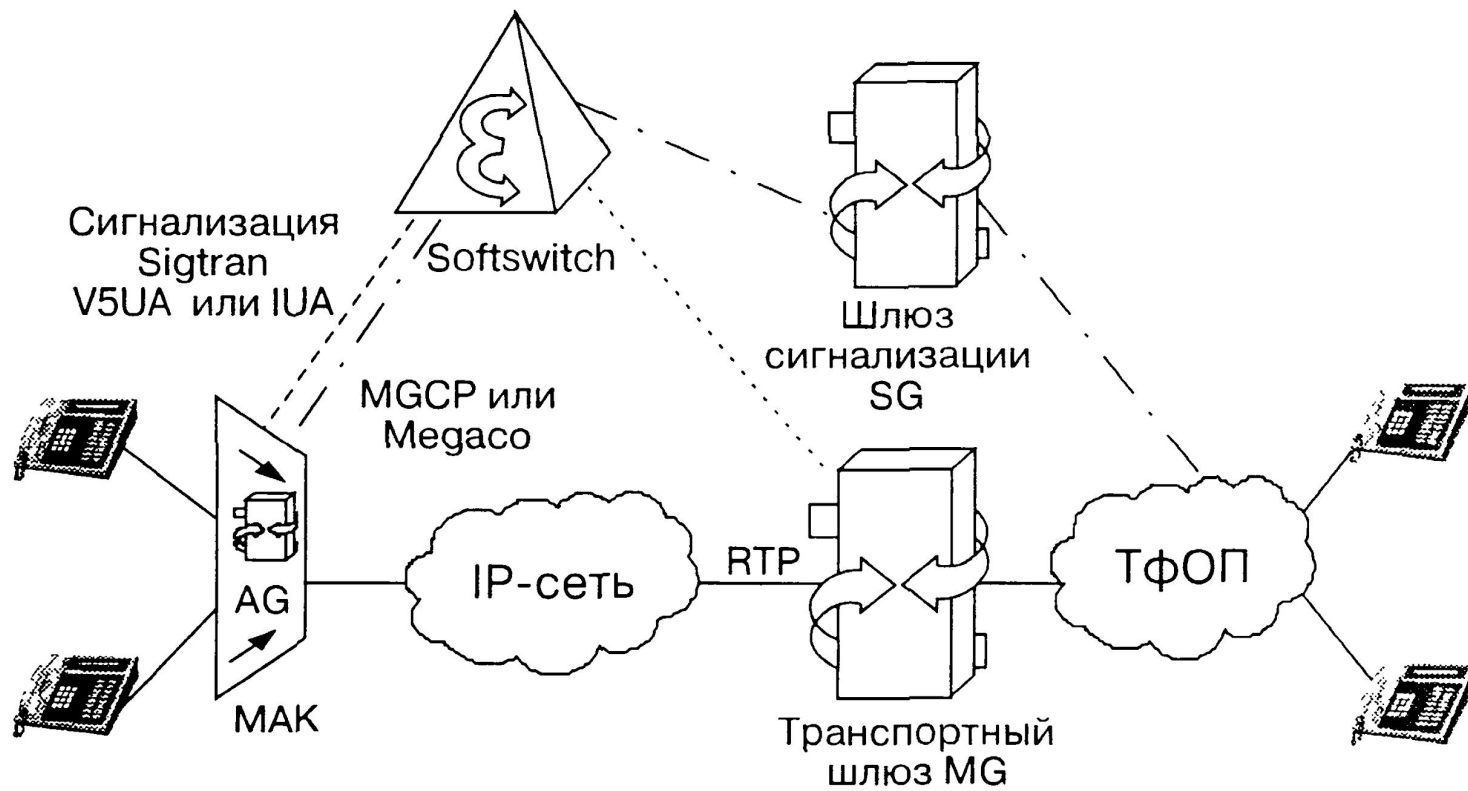 Сигнализация
Sigtran
V5UA или IUA
Softswitch
Шлюз
сигнализации
SG
MGCP или
Megaco
AG
МАК
IP-сеть
RTP
ТфОП
Транспортный
шлюз MG